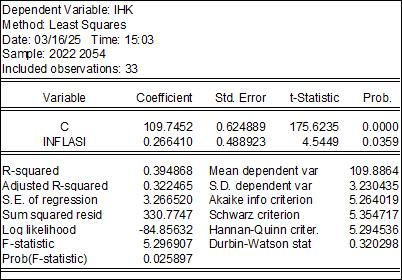 Dependent Variable: IHK
Method: Least Squares
Date: 03/16/25 Time: 15:03
Sample: 2022 2054
Included observations: 33
Variable Coefficient Std. Error t-Statistic Prob.
C 109.7452 0.624889 175.6235 0.0000
INFLASI 0.266410 0.488923 4.5449 0.0359
R-squared 0.394868 Mean dependent var 109.8864
Adjusted R-squared 0.322465 S.D. dependent var 3.230435
S.E. of regression 3.266520 Akaike info criterion 5.264019
Sum squared resid 330.7747 Schwarz criterion 5.354717
Log likelihood -84.85632 Hannan-Quinn criter. 5.294536
F-statistic 5.296907 Durbin-Watson stat 0.320298
Prob(F-statistic) 0.025897